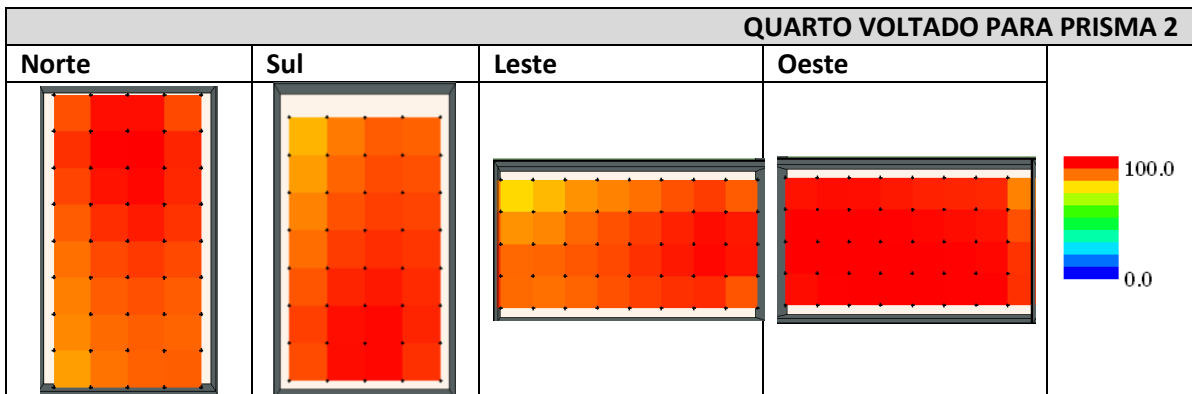 QUARTO VOLTADO PARA PRISMA 2
Norte Sul Leste Oeste
100.0
0.0